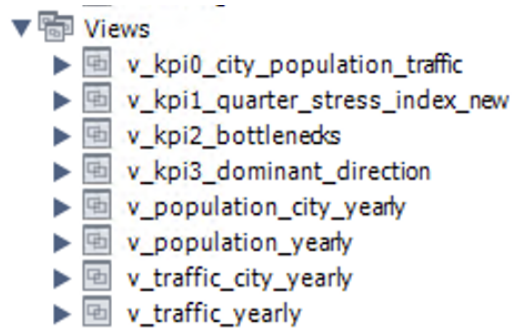 Views
v_kpi0_city_population_traffic
v_kpi1_quarter_stress_index_new
v_kpi2_bottlenecks
v_kpi3_dominant_direction
v_population_city_yearly
v_population_yearly
v_traffic_city_yearly
v_traffic_yearly